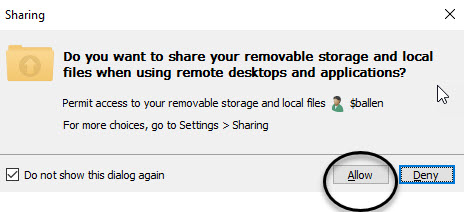 Sharing
Do you want to share your removable storage and local
files when using remote desktops and applications?
Permit access to your removable storage and local files $ballen
For more choices, go to Settings > Sharing
Do not show this dialog again
Allow
Deny